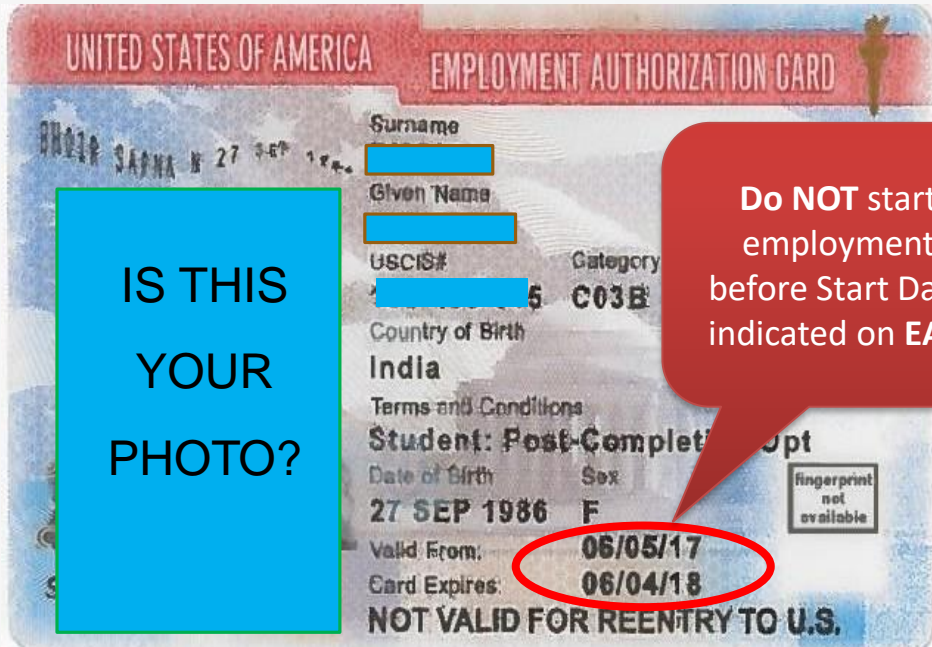 UNITED STATES OF AMERICA EMPLOYMENT AUTHORIZATION CARD
Surname
Given Name
USCIS# Category
5 C03B
Country of Birth
India
Terms and Conditions
Student: Post-Complet Opt
Date of Birth Sex
27 SEP 1986 F
Valid From: 06/05/17
Card Expires: 06/04/18
NOT VALID FOR REENTRY TO U.S.
fingerprint
not
available
IS THIS
YOUR
PHOTO?
Do NOT start
employment
before Start Da
indicated on EA